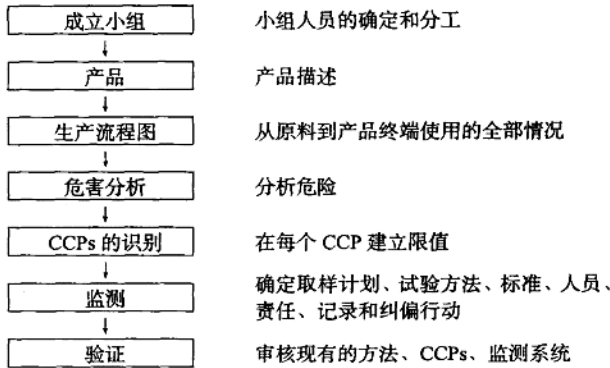 成立小组 小组人员的确定和分工
产品 产品描述
生产流程图 从原料到产品终端使用的全部情况
危害分析 分析危险
CCPs 的识别 在每个 CCP 建立限值
监测 确定取样计划、试验方法、标准、人员、
责任、记录和纠偏行动
验证 审核现有的方法、CCPs、监测系统